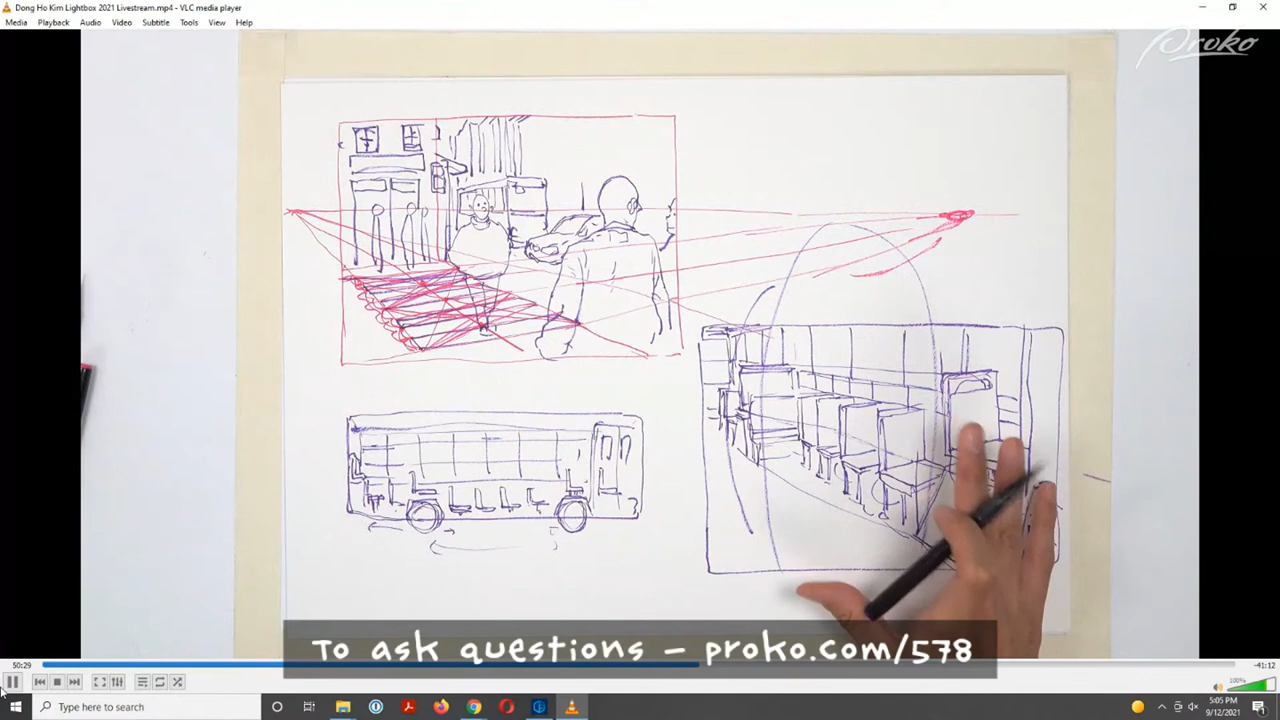 Dong Ho Kim Lightbox 2021 Livestream.mp4 - VLC media player
Media Playback Audio Video Subtitle Tools View Help
Proko
To ask questions - proko.com/578
50:29
-41:12
100%
Type here to search
5:05 PM
9/12/2021